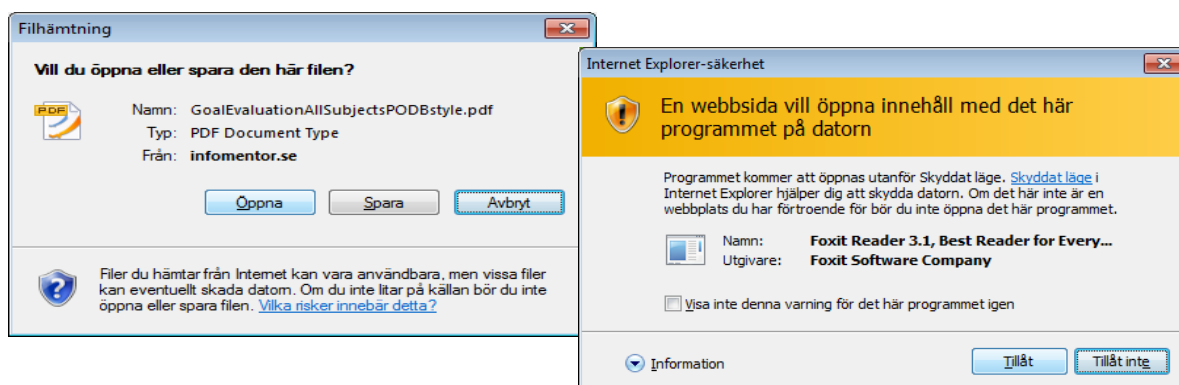 Filhämtning
Vill du öppna eller spara den här filen?
PDF
Namn: GoalEvaluationAllSubjectsPODBstyle.pdf
Typ: PDF Document Type
Från: infomentor.se
Öppna Spara Avbryt
Filer du hämtar från Internet kan vara användbara, men vissa filer
kan eventuellt skada datorn. Om du inte litar på källan bör du inte
öppna eller spara filen. Vilka risker innebär detta?
Internet Explorer-säkerhet
En webbsida vill öppna innehåll med det här
programmet på datorn
Programmet kommer att öppnas utanför Skyddat läge. Skyddat läge i
Internet Explorer hjälper dig att skydda datorn. Om det här inte är en
webbplats du har förtroende för bör du inte öppna det här programmet.
Namn: Foxit Reader 3.1, Best Reader for Every...
Utgivare: Foxit Software Company
Visa inte denna varning för det här programmet igen
Information
Tillåt Tillåt inte